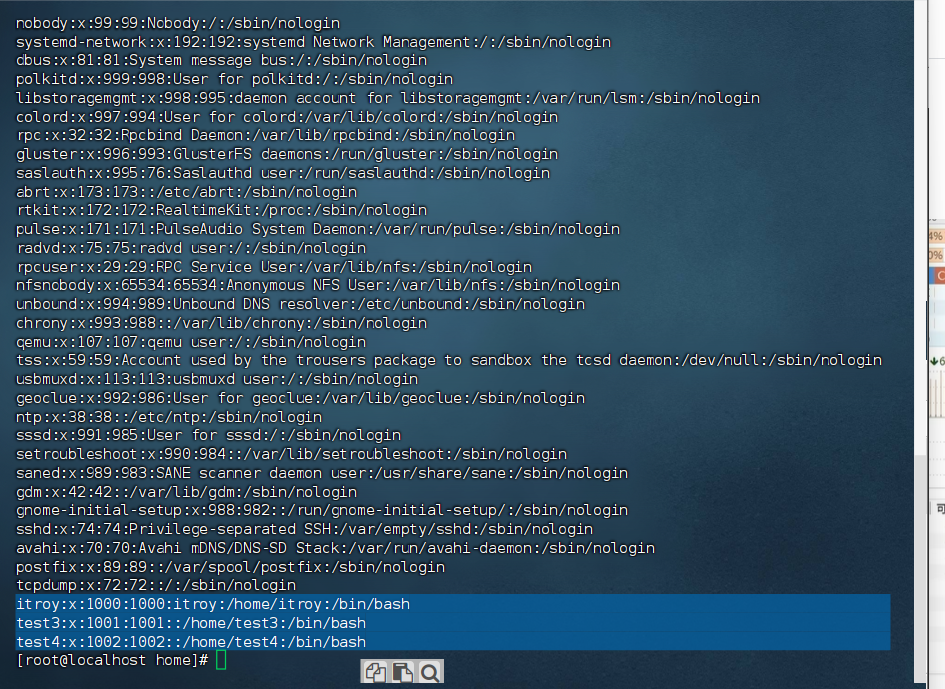 nobody:x:99:99:Nobody:/:/sbin/nologin
systemd-network:x:192:192:systemd Network Management:/:/sbin/nologin
dbus:x:81:81:System message bus:/:/sbin/nologin
polkitd:x:999:998:User for polkitd:/:/sbin/nologin
libstoragemgmt:x:998:995:daemon account for libstoragemgmt:/var/run/lsm:/sbin/nologin
colord:x:997:994:User for colord:/var/lib/colord:/sbin/nologin
rpc:x:32:32:Rpcbind Daemon:/var/lib/rpcbind:/sbin/nologin
gluster:x:996:993:GlusterFS daemons:/run/gluster:/sbin/nologin
saslauth:x:995:76:Saslauthd user:/run/saslauthd:/sbin/nologin
abrt:x:173:173::/etc/abrt:/sbin/nologin
rtkit:x:172:172:RealtimeKit:/proc:/sbin/nologin
pulse:x:171:171:PulseAudio System Daemon:/var/run/pulse:/sbin/nologin
radvd:x:75:75:radvd user:/:/sbin/nologin
rpcuser:x:29:29:RPC Service User:/var/lib/nfs:/sbin/nologin
nfsnobody:x:65534:65534:Anonymous NFS User:/var/lib/nfs:/sbin/nologin
unbound:x:994:989:Unbound DNS resolver:/etc/unbound:/sbin/nologin
chrony:x:993:988::/var/lib/chrony:/sbin/nologin
qemu:x:107:107:qemu user:/:/sbin/nologin
tss:x:59:59:Account used by the trousers package to sandbox the tcsd daemon:/dev/null:/sbin/nologin
usbmuxd:x:113:113:usbmuxd user:/:/sbin/nologin
geoclue:x:992:986:User for geoclue:/var/lib/geoclue:/sbin/nologin
ntp:x:38:38::/etc/ntp:/sbin/nologin
sssd:x:991:985:User for sssd:/:/sbin/nologin
setroubleshoot:x:990:984::/var/lib/setroubleshoot:/sbin/nologin
saned:x:989:983:SANE scanner daemon user:/usr/share/sane:/sbin/nologin
gdm:x:42:42::/var/lib/gdm:/sbin/nologin
gnome-initial-setup:x:988:982::/run/gnome-initial-setup/:/sbin/nologin
sshd:x:74:74:Privilege-separated SSH:/var/empty/sshd:/sbin/nologin
avahi:x:70:70:Avahi mDNS/DNS-SD Stack:/var/run/avahi-daemon:/sbin/nologin
postfix:x:89:89::/var/spool/postfix:/sbin/nologin
tcpdump:x:72:72::/:/sbin/nologin
itroy:x:1000:1000:itroy:/home/itroy:/bin/bash
test3:x:1001:1001::/home/test3:/bin/bash
test4:x:1002:1002::/home/test4:/bin/bash
[root@localhost home]#